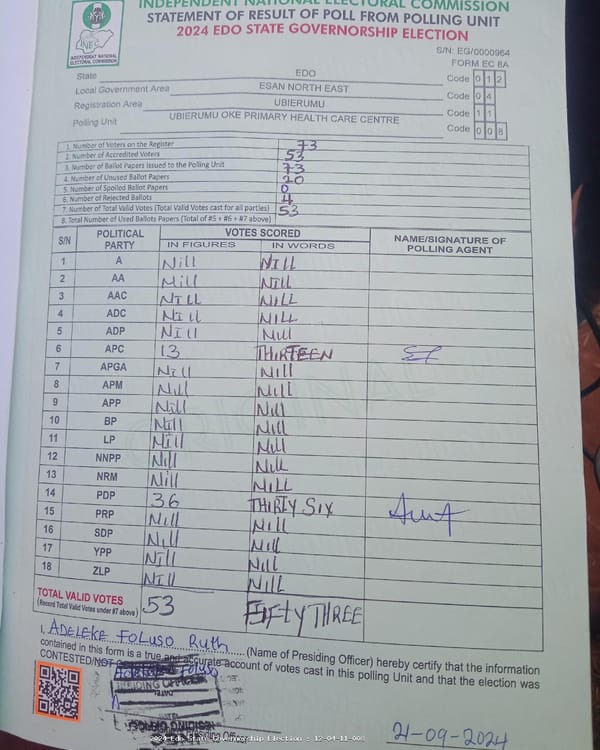 INDEPENDENT NATIONAL ELECTORAL COMMISSION
STATEMENT OF RESULT OF POLL FROM POLLING UNIT
2024 EDO STATE GOVERNORSHIP ELECTION
INEC
INDEPENDENT NATIONAL
ELECTORAL COMMISSION
S/N: EG/0000964
FORM EC 8A
State EDO Code 0 1 2
Local Government Area ESAN NORTH EAST Code 0 4
Registration Area UBIERUMU Code 1 1
Polling Unit UBIERUMU OKE PRIMARY HEALTH CARE CENTRE Code 0 0 8
1. Number of Voters on the Register 73
2. Number of Accredited Voters 53
3. Number of Ballot Papers Issued to the Polling Unit 73
4. Number of Unused Ballot Papers 20
5. Number of Spoiled Ballot Papers 0
6. Number of Rejected Ballots 4
7. Number of Total Valid Votes (Total Valid Votes cast for all parties) 53
8. Total Number of Used Ballots Papers (Total of #5 + #6 + #7 above)
S/N POLITICAL PARTY VOTES SCORED NAME/SIGNATURE OF POLLING AGENT
IN FIGURES IN WORDS
1 A Nill NILL
2 AA Nill Nill
3 AAC NILL NILL
4 ADC NILL NILL
5 ADP NILL Nill
6 APC 13 THIRTEEN
7 APGA Nill Nill
8 APM Nill Nill
9 APP Nill Nill
10 BP Nill Nill
11 LP Nill Nill
12 NNPP Nill Nill
13 NRM Nill NILL
14 PDP 36 THIRTY SIX
15 PRP Nill Nill
16 SDP Nill Nill
17 YPP Nill Nill
18 ZLP Nill NILL
TOTAL VALID VOTES 53 FIFTY THREE
(Record Total Valid Votes under #7 above)
I, ADELEKE FOLUSO Ruth (Name of Presiding Officer) hereby certify that the information
contained in this form is a true and accurate account of votes cast in this polling Unit and that the election was
CONTESTED/NOT
21-09-2024
2024 Edo State Governorship Election : 12-04-11-008